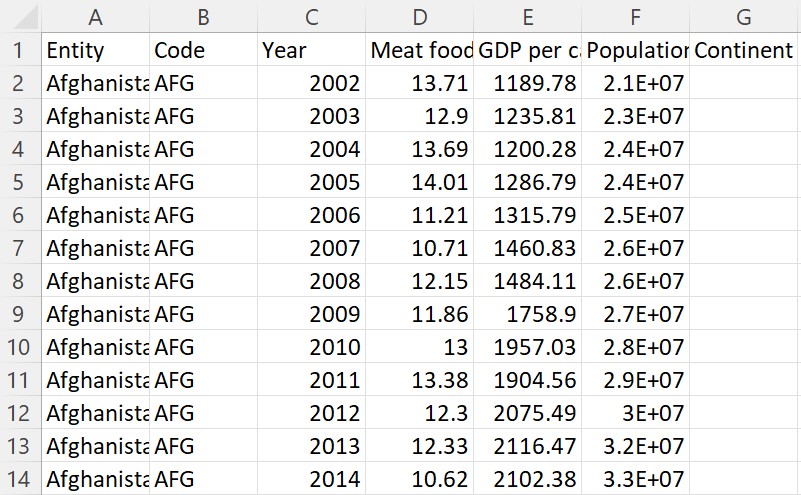 A B C D E F G
1 Entity Code Year Meat food GDP per ca Population Continent
2 Afghanista AFG 2002 13.71 1189.78 2.1E+07
3 Afghanista AFG 2003 12.9 1235.81 2.3E+07
4 Afghanista AFG 2004 13.69 1200.28 2.4E+07
5 Afghanista AFG 2005 14.01 1286.79 2.4E+07
6 Afghanista AFG 2006 11.21 1315.79 2.5E+07
7 Afghanista AFG 2007 10.71 1460.83 2.6E+07
8 Afghanista AFG 2008 12.15 1484.11 2.6E+07
9 Afghanista AFG 2009 11.86 1758.9 2.7E+07
10 Afghanista AFG 2010 13 1957.03 2.8E+07
11 Afghanista AFG 2011 13.38 1904.56 2.9E+07
12 Afghanista AFG 2012 12.3 2075.49 3E+07
13 Afghanista AFG 2013 12.33 2116.47 3.2E+07
14 Afghanista AFG 2014 10.62 2102.38 3.3E+07